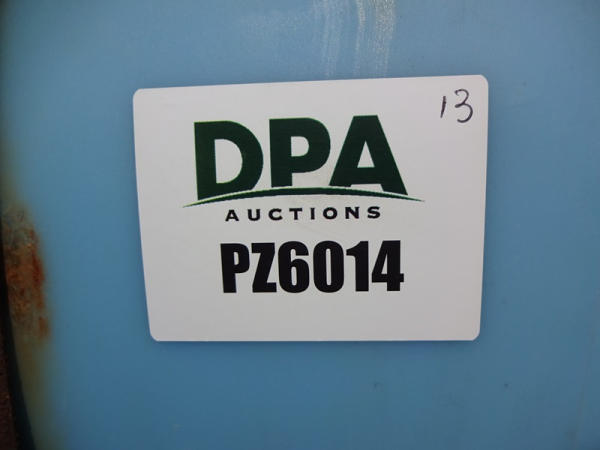 13
DPA
AUCTIONS
PZ6014